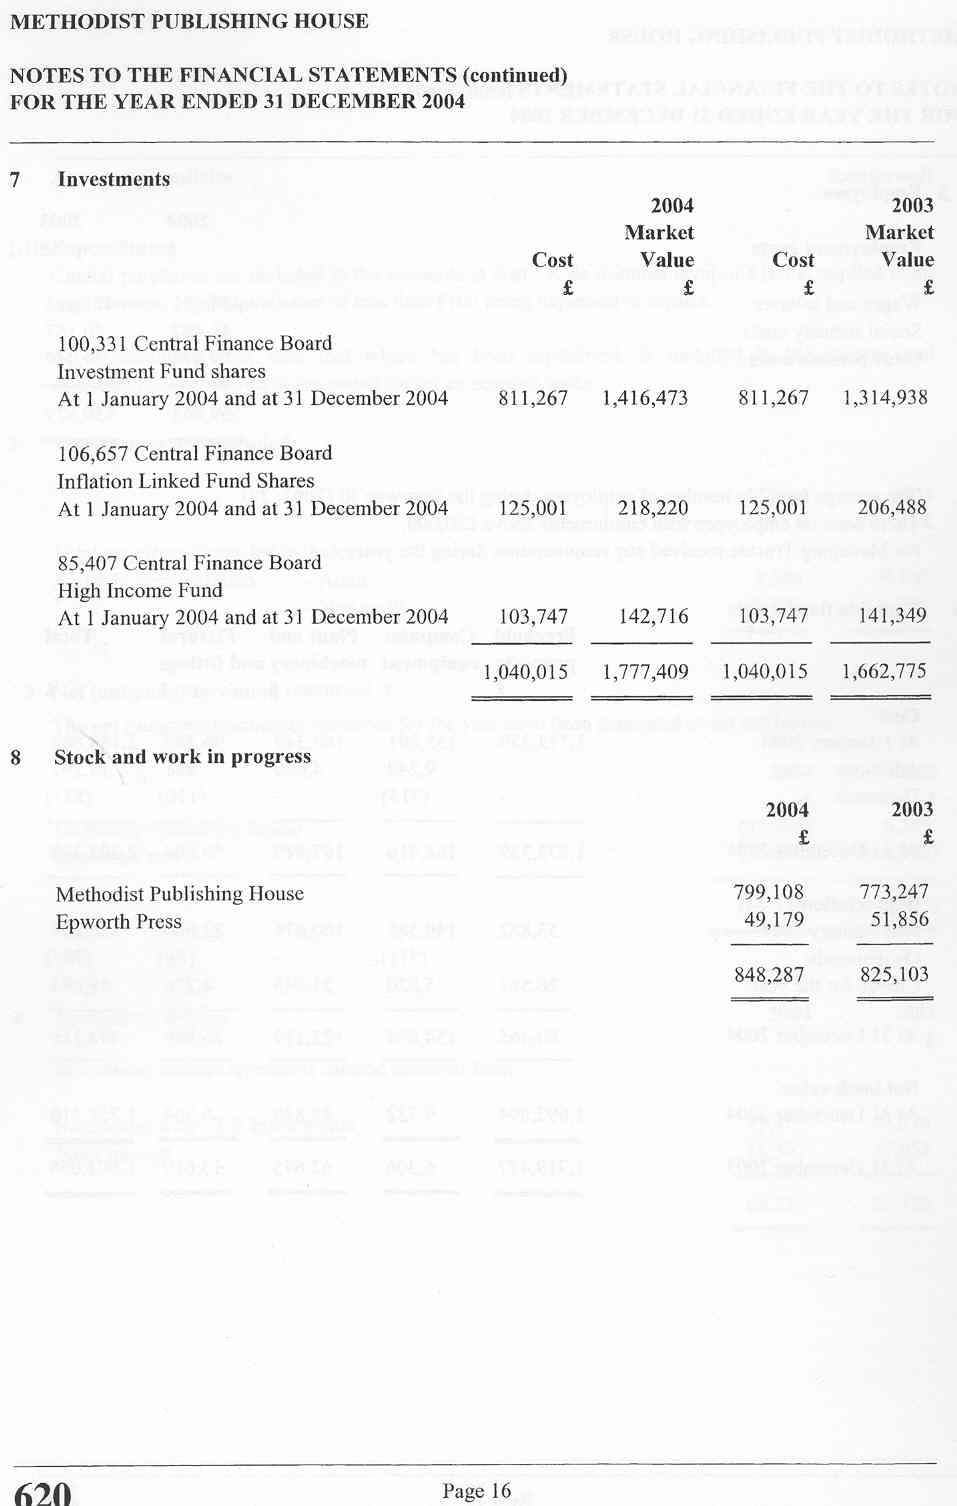 METHODIST PUBLISHING HOUSE
NOTES TO THE FINANCIAL STATEMENTS (continued)
FOR THE YEAR ENDED 31 DECEMBER 2004
7 Investments
2004 2003
Market Market
Cost Value Cost Value
£ £ £ £
100,331 Central Finance Board
Investment Fund shares
At 1 January 2004 and at 31 December 2004 811,267 1,416,473 811,267 1,314,938
106,657 Central Finance Board
Inflation Linked Fund Shares
At 1 January 2004 and at 31 December 2004 125,001 218,220 125,001 206,488
85,407 Central Finance Board
High Income Fund
At 1 January 2004 and at 31 December 2004 103,747 142,716 103,747 141,349
1,040,015 1,777,409 1,040,015 1,662,775
8 Stock and work in progress
2004 2003
£ £
Methodist Publishing House 799,108 773,247
Epworth Press 49,179 51,856
848,287 825,103
620 Page 16